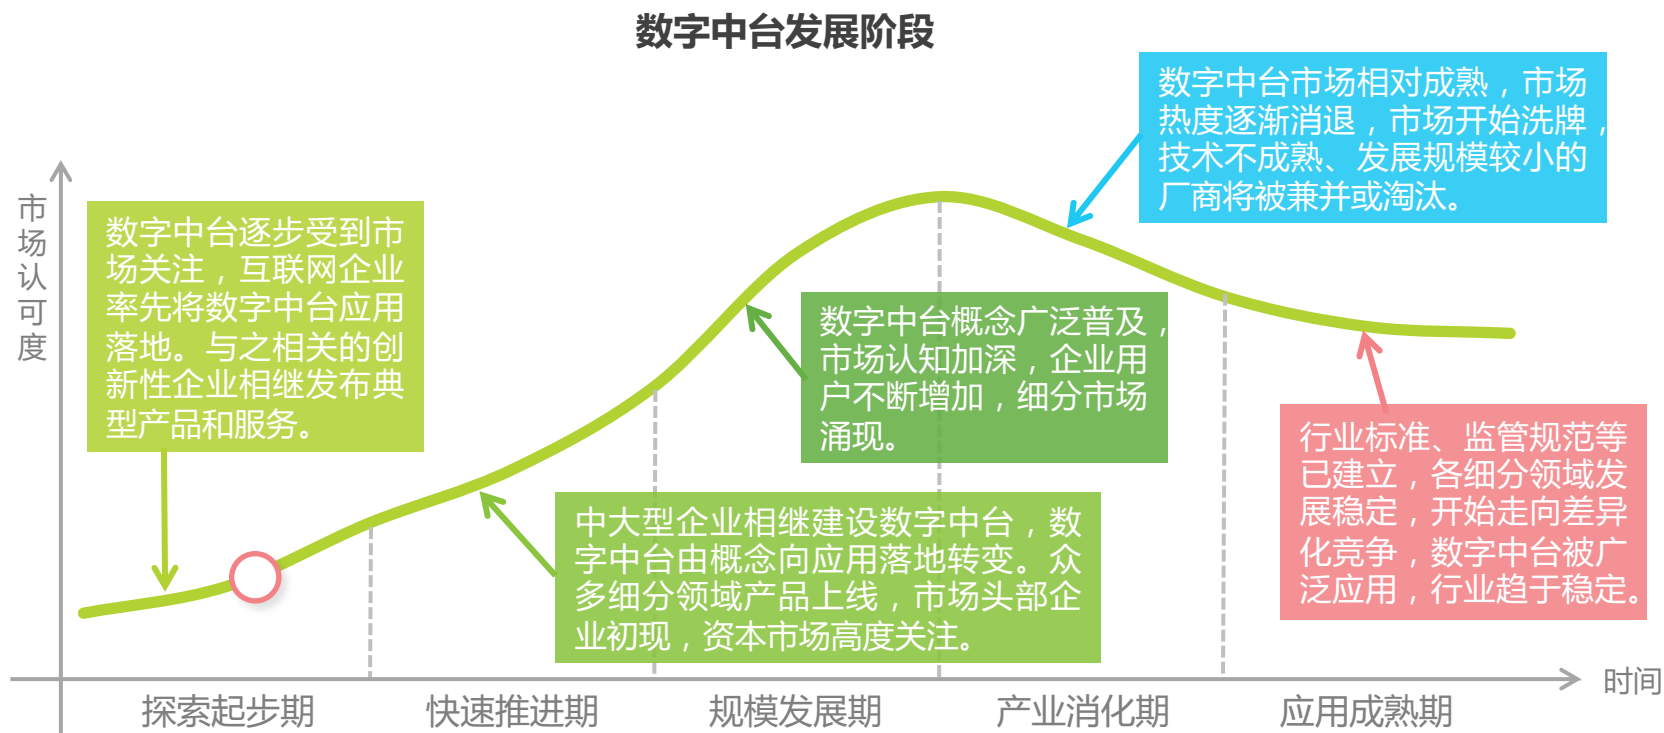 数字中台发展阶段
市场认可度
数字中台逐步受到市
场关注，互联网企业
率先将数字中台应用
落地。与之相关的创
新性企业相继发布典
型产品和服务。
中大型企业相继建设数字中台，数
字中台由概念向应用落地转变。众
多细分领域产品上线，市场头部企
业初现，资本市场高度关注。
数字中台概念广泛普及，
市场认知加深，企业用
户不断增加，细分市场
涌现。
数字中台市场相对成熟，市场
热度逐渐消退，市场开始洗牌，
技术不成熟、发展规模较小的
厂商将被兼并或淘汰。
行业标准、监管规范等
已建立，各细分领域发
展稳定，开始走向差异
化竞争，数字中台被广
泛应用，行业趋于稳定。
探索起步期
快速推进期
规模发展期
产业消化期
应用成熟期
时间